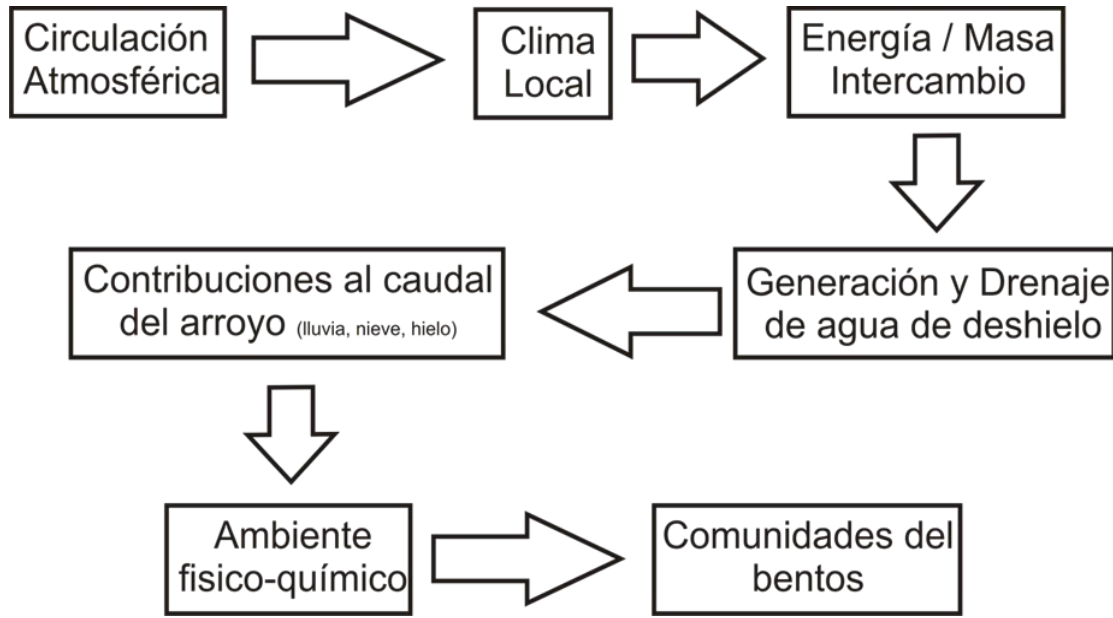 Circulación
Atmosférica
Clima
Local
Energía / Masa
Intercambio
Generación y Drenaje
de agua de deshielo
Contribuciones al caudal
del arroyo (lluvia, nieve, hielo)
Ambiente
fisico-químico
Comunidades del
bentos